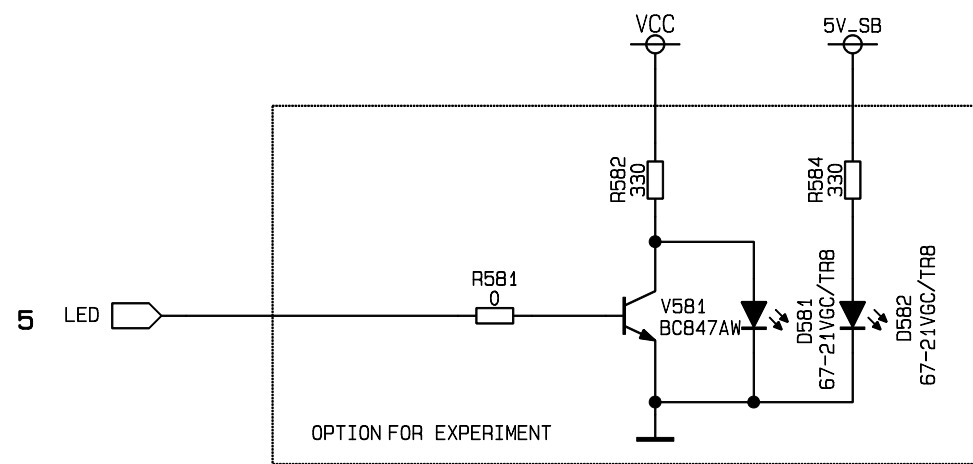 VCC
5V_SB
R582
330
R584
330
R581
0
5
LED
V581
BC847AW
D581
67-21VGC/TR8
D582
67-21VGC/TR8
OPTION FOR EXPERIMENT